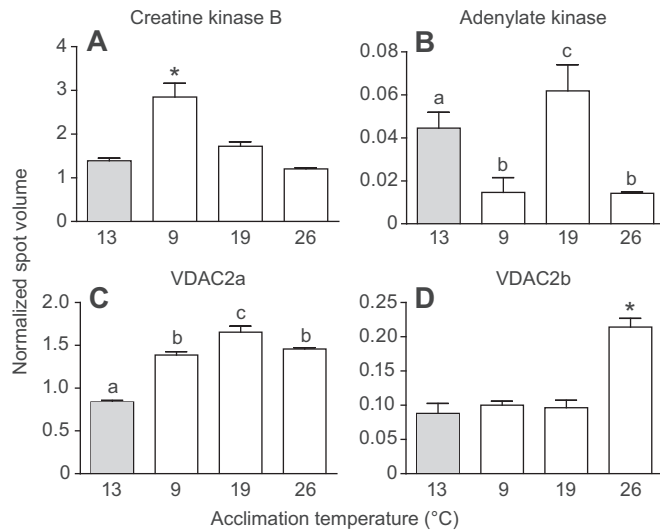 Creatine kinase B
Adenylate kinase
A
B
4
3
2
1
0
*
13
9
19
26
0.08
0.06
0.04
0.02
0
a
b
c
b
13
9
19
26
Normalized spot volume
VDAC2a
VDAC2b
C
D
2.0
1.5
1.0
0.5
0
a
b
c
b
13
9
19
26
0.25
0.20
0.15
0.10
0.05
0
*
13
9
19
26
Acclimation temperature (°C)